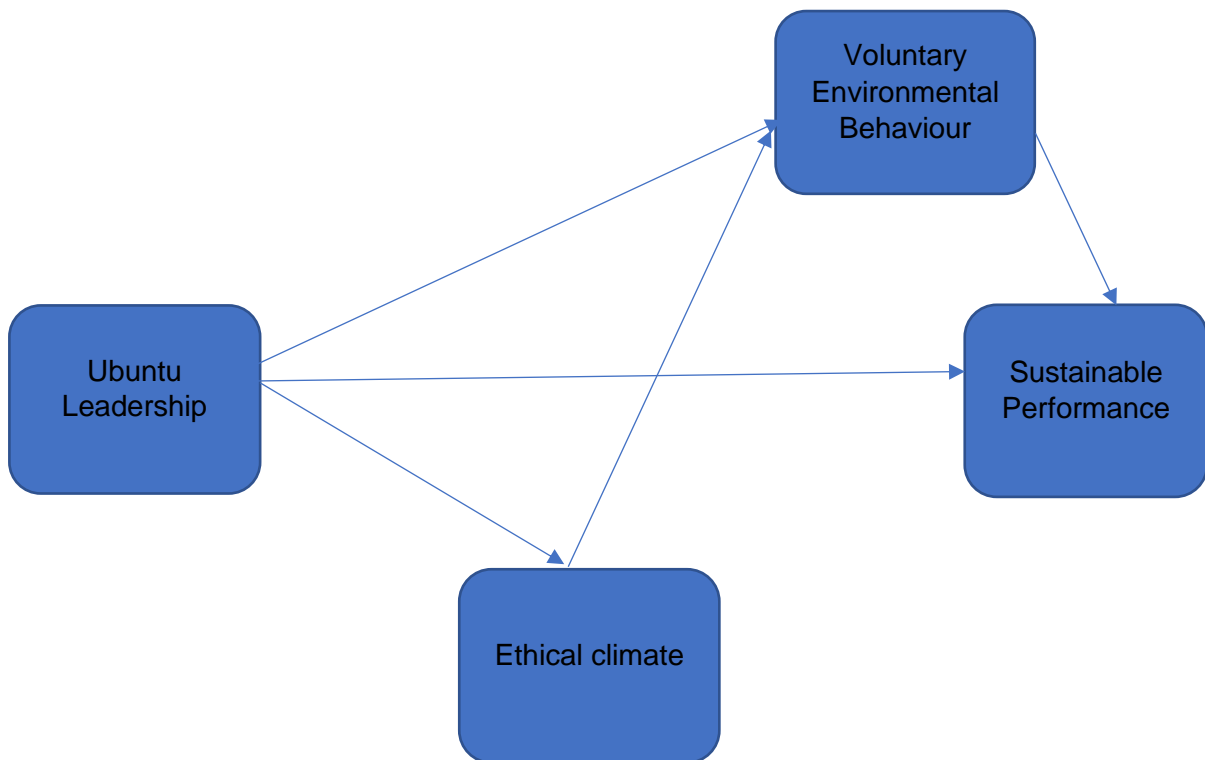 Voluntary
Environmental
Behaviour
Ubuntu
Leadership
Sustainable
Performance
Ethical climate